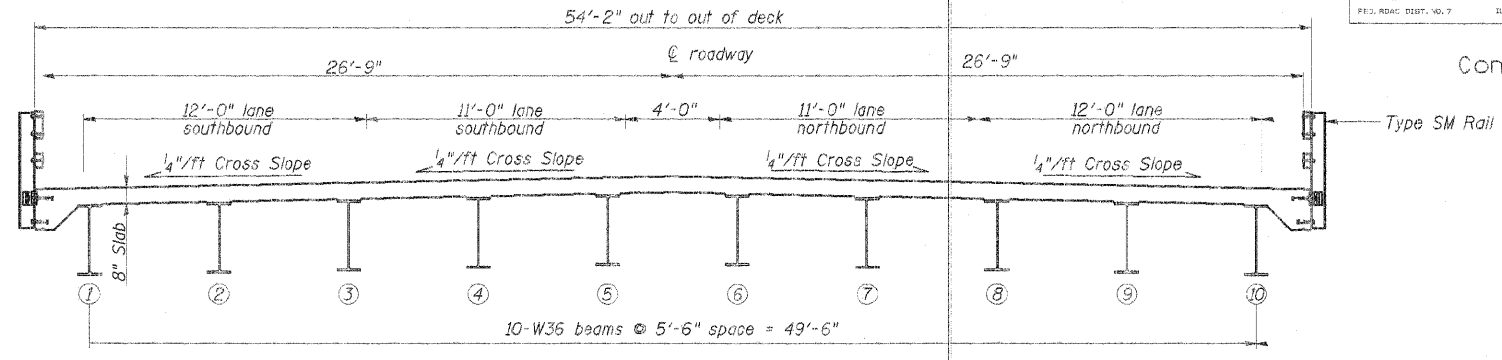 54'-2" out to out of deck
FED. ROAD DIST. NO. 7
℄ roadway
26'-9"
26'-9"
Con
12'-0" lane
southbound
11'-0" lane
southbound
4'-0"
11'-0" lane
northbound
12'-0" lane
northbound
Type SM Rail
1/4"/ft Cross Slope
1/4"/ft Cross Slope
1/4"/ft Cross Slope
1/4"/ft Cross Slope
8" Slab
1
2
3
4
5
6
7
8
9
10
10-W36 beams @ 5'-6" space = 49'-6"